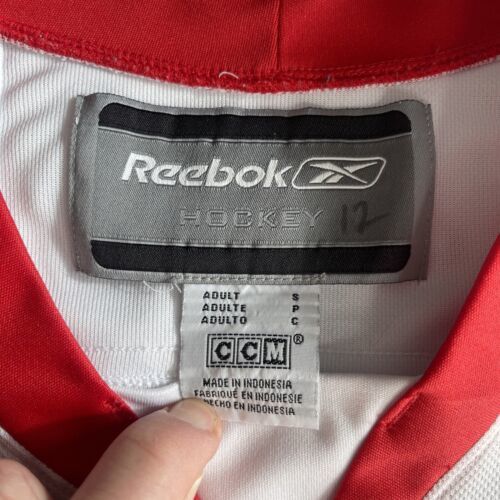 Reebok
HOCKEY 12
ADULT S
ADULTE P
ADULTO C
CCM®
MADE IN INDONESIA
FABRIQUÉ EN INDONESIE
HECHO EN INDONESIA